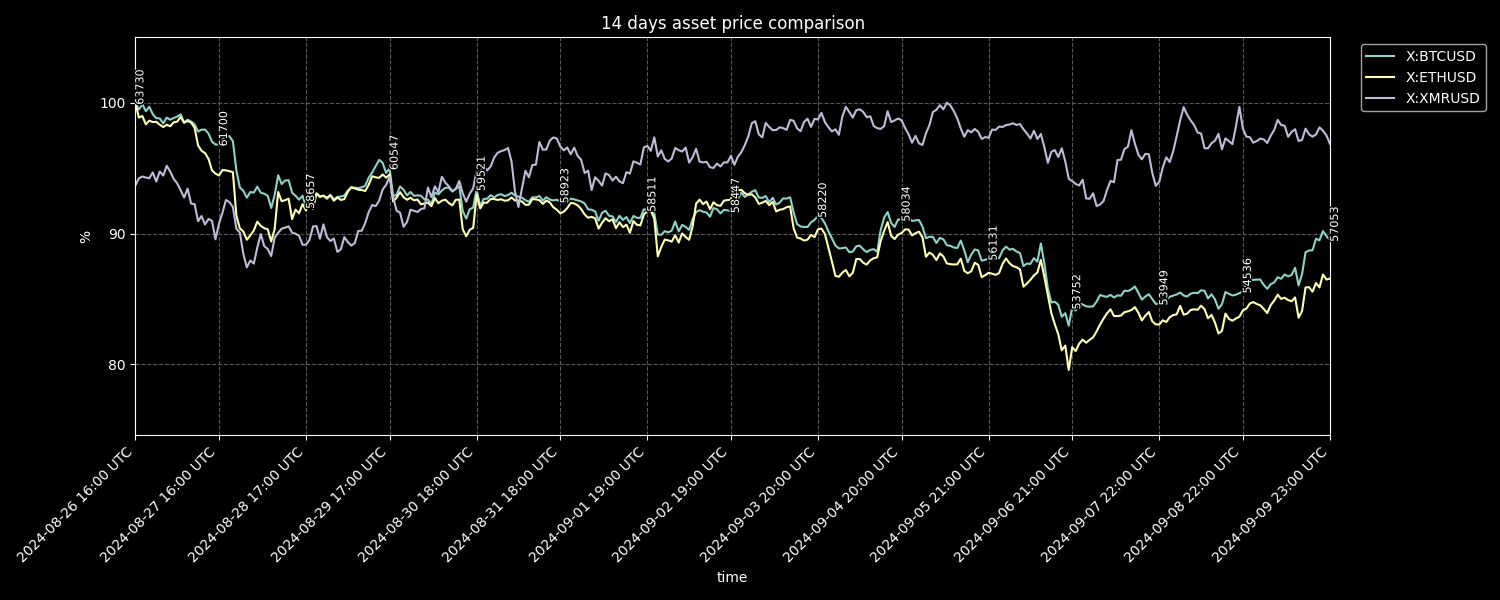 14 days asset price comparison
X:BTCUSD
X:ETHUSD
X:XMRUSD
100
90
80
%
63730
61700
58657
60547
59521
58923
58511
58447
58220
58034
56131
53752
53949
54536
57053
2024-08-26 16:00 UTC
2024-08-27 16:00 UTC
2024-08-28 17:00 UTC
2024-08-29 17:00 UTC
2024-08-30 18:00 UTC
2024-08-31 18:00 UTC
2024-09-01 19:00 UTC
2024-09-02 19:00 UTC
2024-09-03 20:00 UTC
2024-09-04 20:00 UTC
2024-09-05 21:00 UTC
2024-09-06 21:00 UTC
2024-09-07 22:00 UTC
2024-09-08 22:00 UTC
2024-09-09 23:00 UTC
time